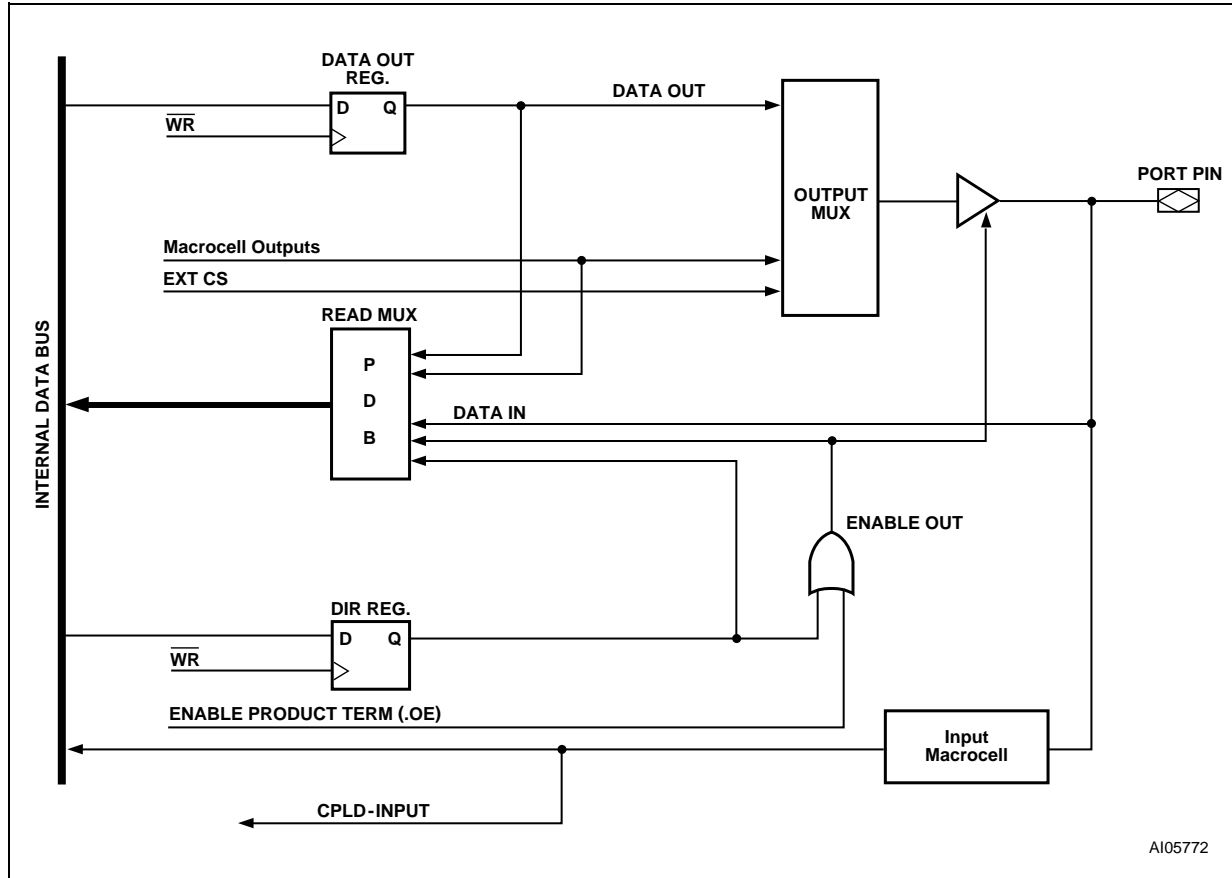 DATA OUT
REG.
D Q
WR
DATA OUT
OUTPUT
MUX
PORT PIN
Macrocell Outputs
EXT CS
READ MUX
P
D
B
DATA IN
INTERNAL DATA BUS
ENABLE OUT
DIR REG.
D Q
WR
ENABLE PRODUCT TERM (.OE)
Input
Macrocell
CPLD-INPUT
AI05772